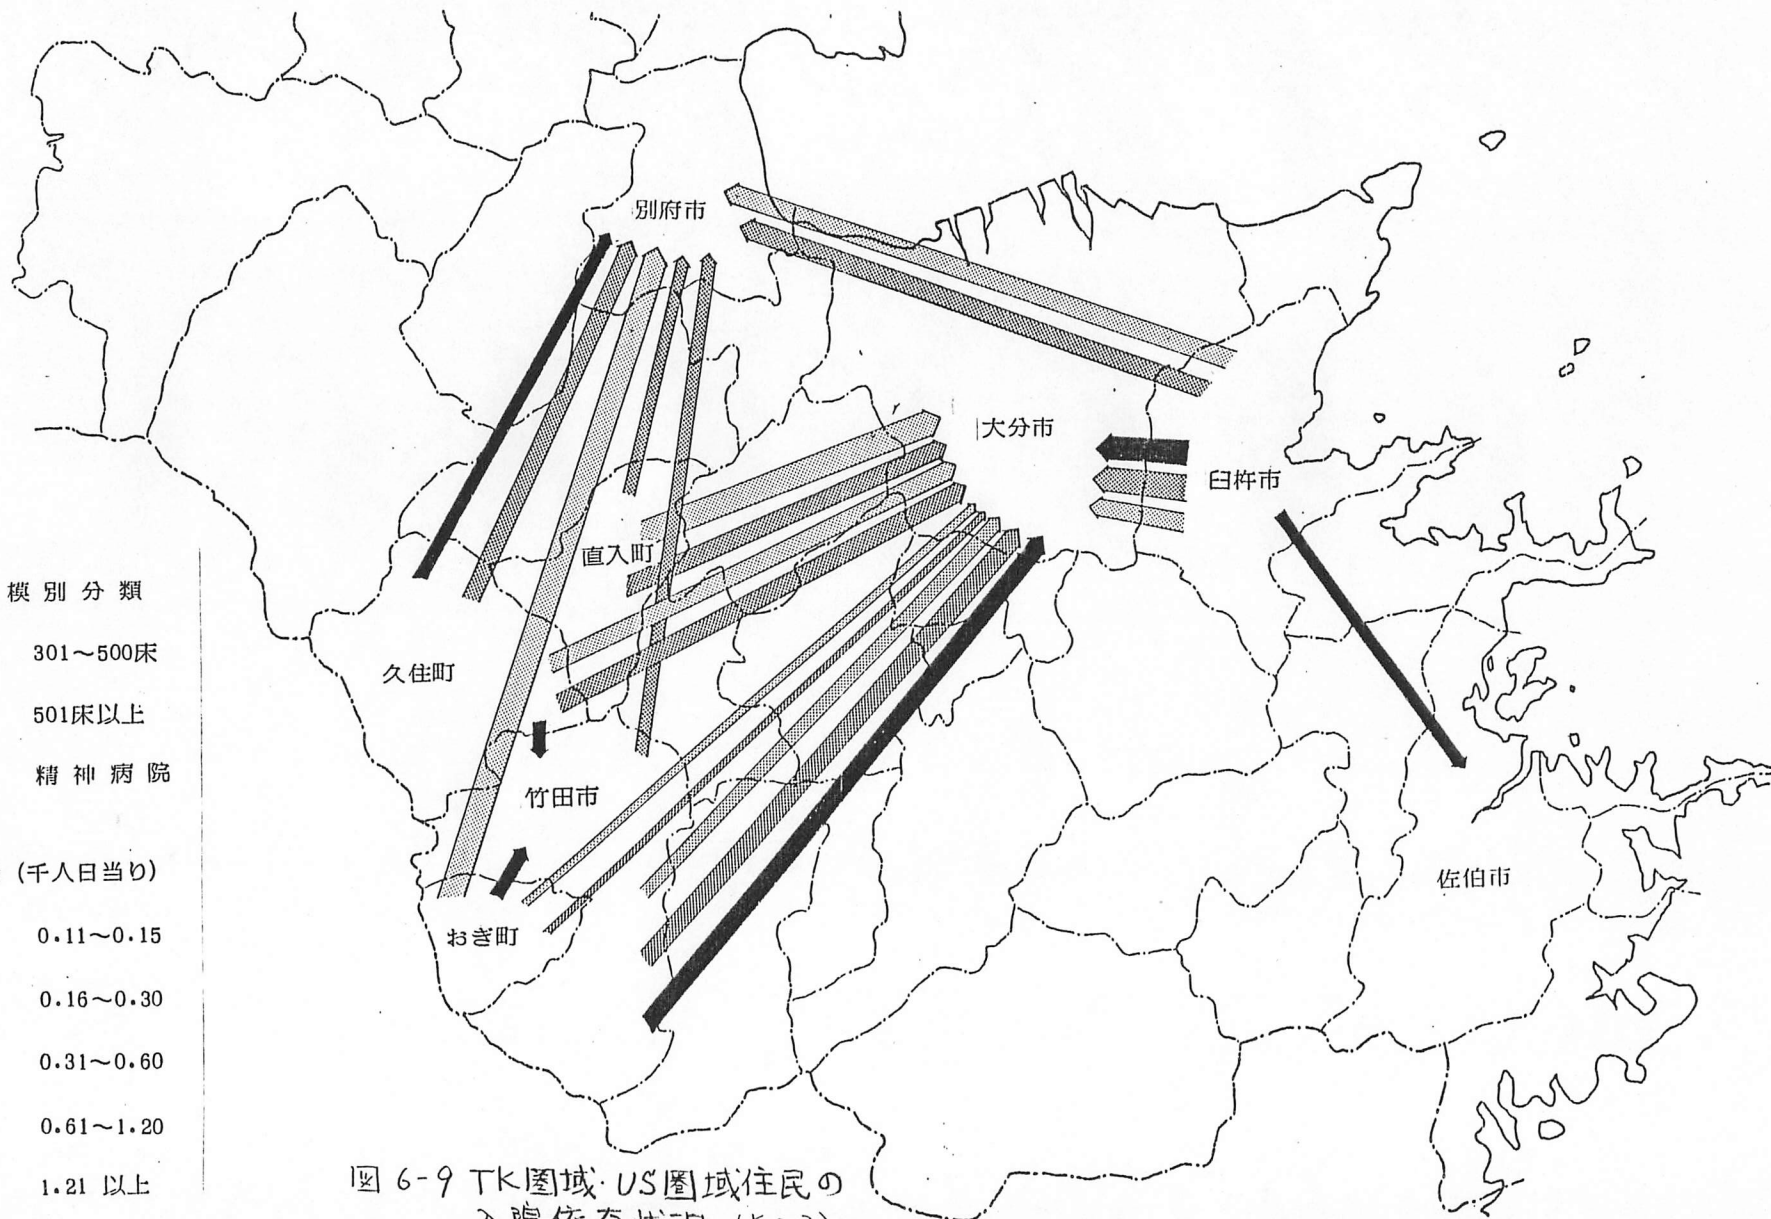 別府市
大分市
臼杵市
直入町
久住町
竹田市
おぎ町
佐伯市
模別分類
301〜500床
501床以上
精神病院
(千人日当り)
0.11〜0.15
0.16〜0.30
0.31〜0.60
0.61〜1.20
1.21 以上
図 6-9 TK圏域・US圏域住民の